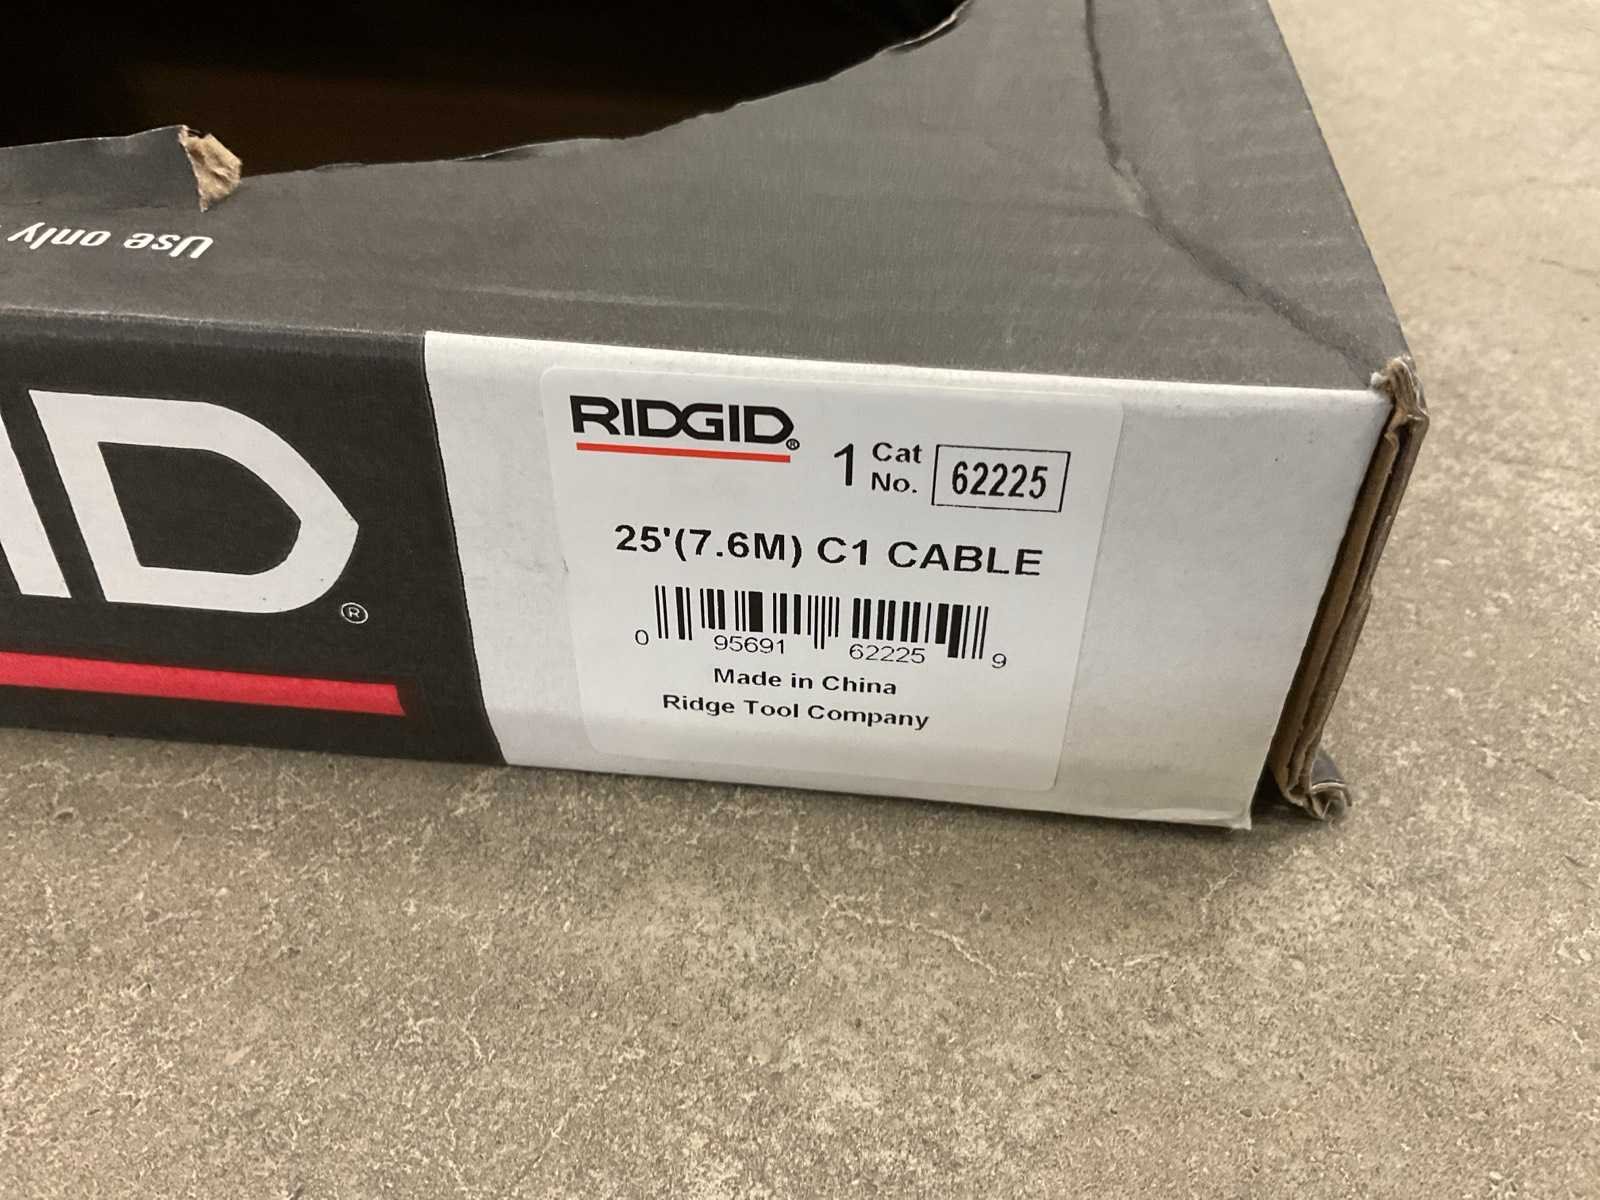 Use only
ID®
RIDGID®
1 Cat No. 62225
25'(7.6M) C1 CABLE
0 95691 62225 9
Made in China
Ridge Tool Company